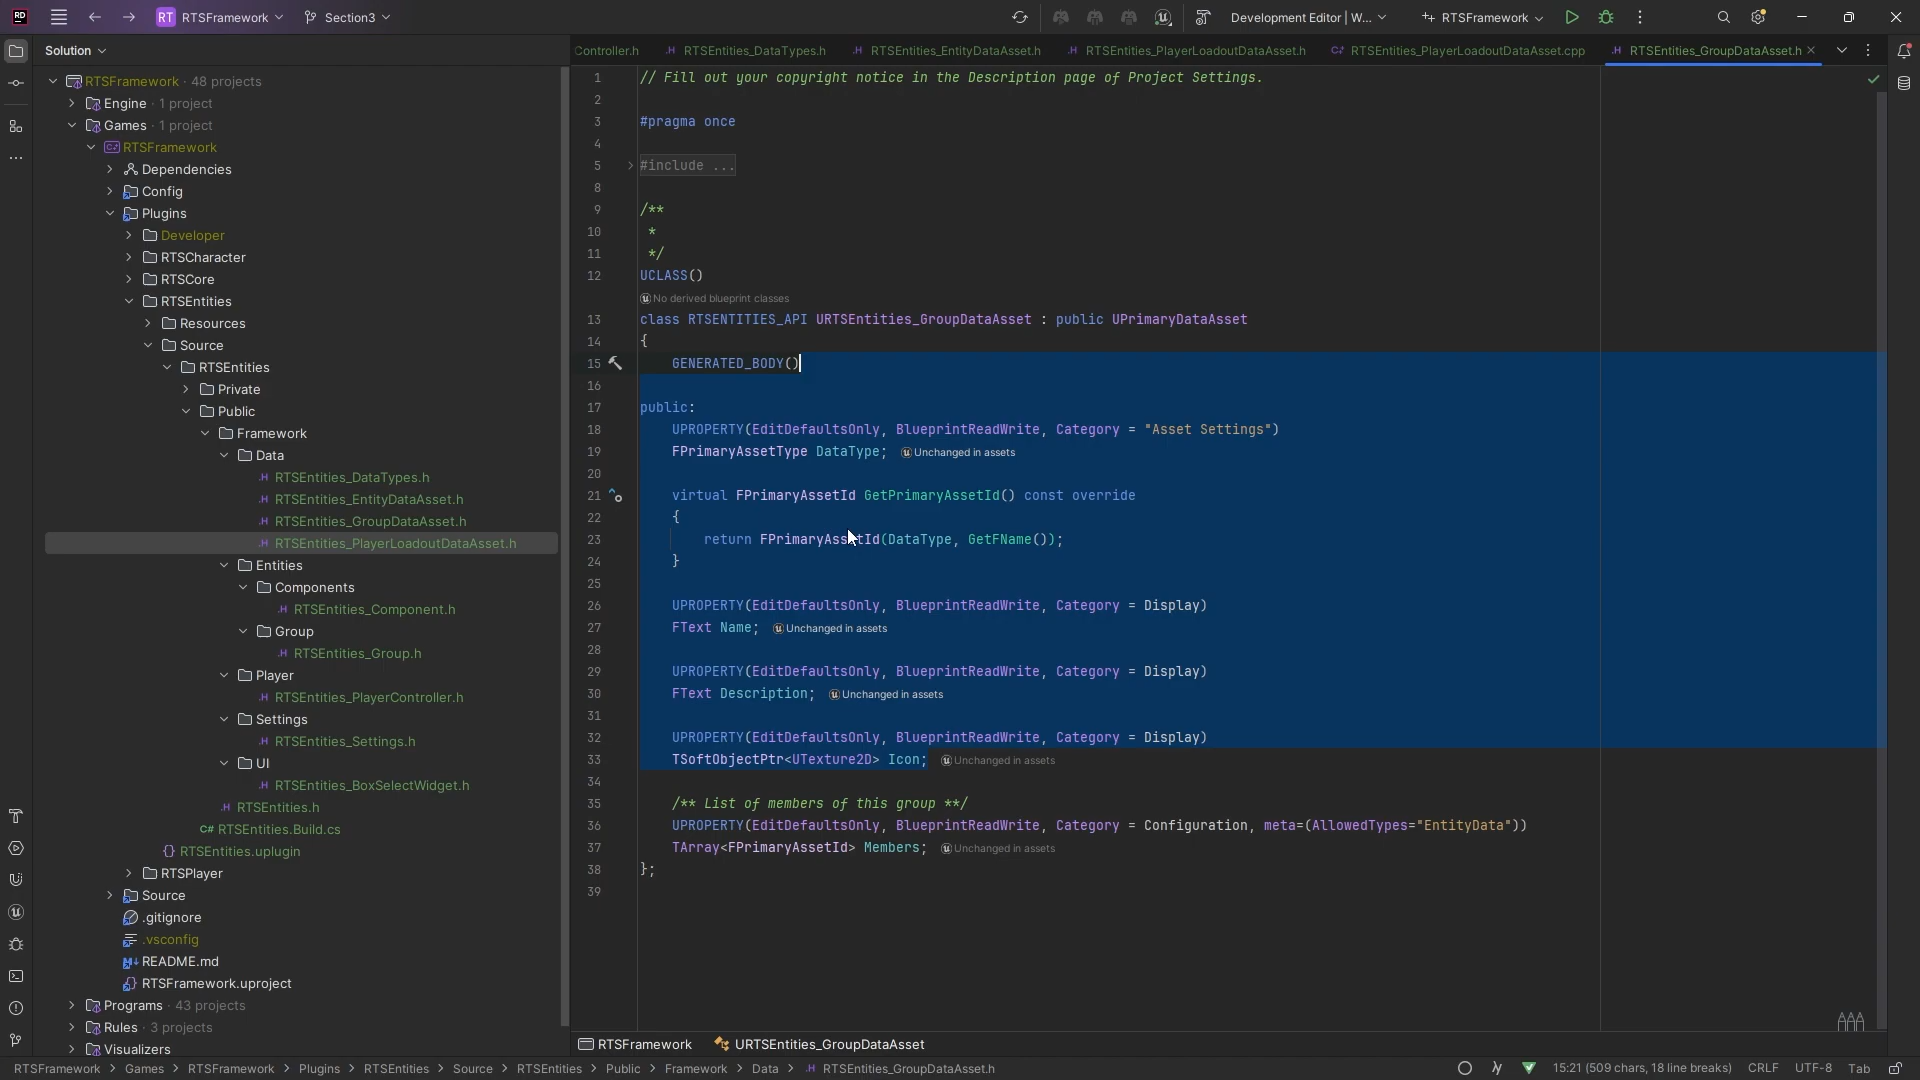 RD
RT RTSFramework
Section3
Development Editor | W...
RTSFramework
Solution
Controller.h
RTSEntities_DataTypes.h
RTSEntities_EntityDataAsset.h
RTSEntities_PlayerLoadoutDataAsset.h
RTSEntities_PlayerLoadoutDataAsset.cpp
RTSEntities_GroupDataAsset.h
RTSFramework · 48 projects
Engine · 1 project
Games · 1 project
RTSFramework
Dependencies
Config
Plugins
Developer
RTSCharacter
RTSCore
RTSEntities
Resources
Source
RTSEntities
Private
Public
Framework
Data
RTSEntities_DataTypes.h
RTSEntities_EntityDataAsset.h
RTSEntities_GroupDataAsset.h
RTSEntities_PlayerLoadoutDataAsset.h
Entities
Components
RTSEntities_Component.h
Group
RTSEntities_Group.h
Player
RTSEntities_PlayerController.h
Settings
RTSEntities_Settings.h
UI
RTSEntities_BoxSelectWidget.h
RTSEntities.h
C# RTSEntities.Build.cs
RTSEntities.uplugin
RTSPlayer
Source
.gitignore
.vsconfig
README.md
RTSFramework.uproject
Programs · 43 projects
Rules · 3 projects
Visualizers
1 // Fill out your copyright notice in the Description page of Project Settings.
2
3 #pragma once
4
5 #include ...
8
9 /**
10 *
11 */
12 UCLASS()
No derived blueprint classes
13 class RTSENTITIES_API URTSEntities_GroupDataAsset : public UPrimaryDataAsset
14 {
15 GENERATED_BODY()
16
17 public:
18 UPROPERTY(EditDefaultsOnly, BlueprintReadWrite, Category = "Asset Settings")
19 FPrimaryAssetType DataType; Unchanged in assets
20
21 virtual FPrimaryAssetId GetPrimaryAssetId() const override
22 {
23 return FPrimaryAssetId(DataType, GetFName());
24 }
25
26 UPROPERTY(EditDefaultsOnly, BlueprintReadWrite, Category = Display)
27 FText Name; Unchanged in assets
28
29 UPROPERTY(EditDefaultsOnly, BlueprintReadWrite, Category = Display)
30 FText Description; Unchanged in assets
31
32 UPROPERTY(EditDefaultsOnly, BlueprintReadWrite, Category = Display)
33 TSoftObjectPtr<UTexture2D> Icon; Unchanged in assets
34
35 /** List of members of this group **/
36 UPROPERTY(EditDefaultsOnly, BlueprintReadWrite, Category = Configuration, meta=(AllowedTypes="EntityData"))
37 TArray<FPrimaryAssetId> Members; Unchanged in assets
38 };
39
RTSFramework URTSEntities_GroupDataAsset
RTSFramework > Games > RTSFramework > Plugins > RTSEntities > Source > RTSEntities > Public > Framework > Data > RTSEntities_GroupDataAsset.h
15:21 (509 chars, 18 line breaks) CRLF UTF-8 Tab